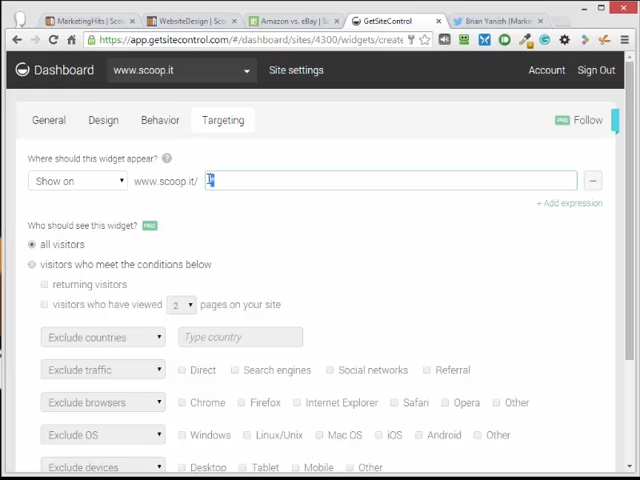 MarketingHits | Scoo
WebsiteDesign | Scoo
Amazon vs. eBay | Sco
GetSiteControl
Brian Yanish (Market
https://app.getsitecontrol.com/#/dashboard/sites/4300/widgets/create
Dashboard
www.scoop.it
Site settings
Account
Sign Out
General
Design
Behavior
Targeting
PRO
Follow
Where should this widget appear? ?
Show on
www.scoop.it/
*
+ Add expression
Who should see this widget? PRO
all visitors
visitors who meet the conditions below
returning visitors
visitors who have viewed 2 pages on your site
Exclude countries
Type country
Exclude traffic
Direct
Search engines
Social networks
Referral
Exclude browsers
Chrome
Firefox
Internet Explorer
Safari
Opera
Other
Exclude OS
Windows
Linux/Unix
Mac OS
iOS
Android
Other
Exclude devices
Desktop
Tablet
Mobile
Other